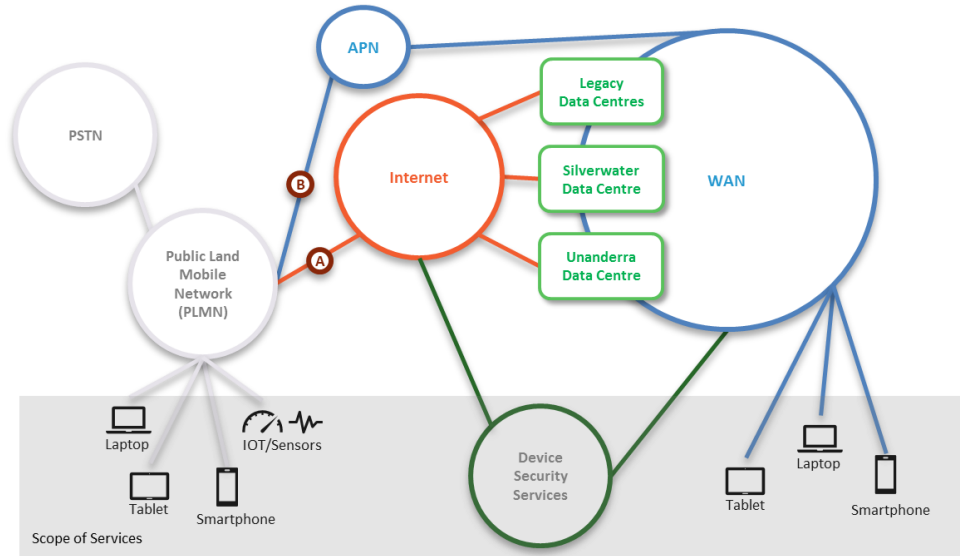 APN
Legacy
Data Centres
PSTN
Silverwater
Data Centre
Internet
WAN
B
Unanderra
Data Centre
A
Public Land
Mobile
Network
(PLMN)
Laptop
IOT/Sensors
Tablet
Smartphone
Device
Security
Services
Laptop
Tablet
Smartphone
Scope of Services